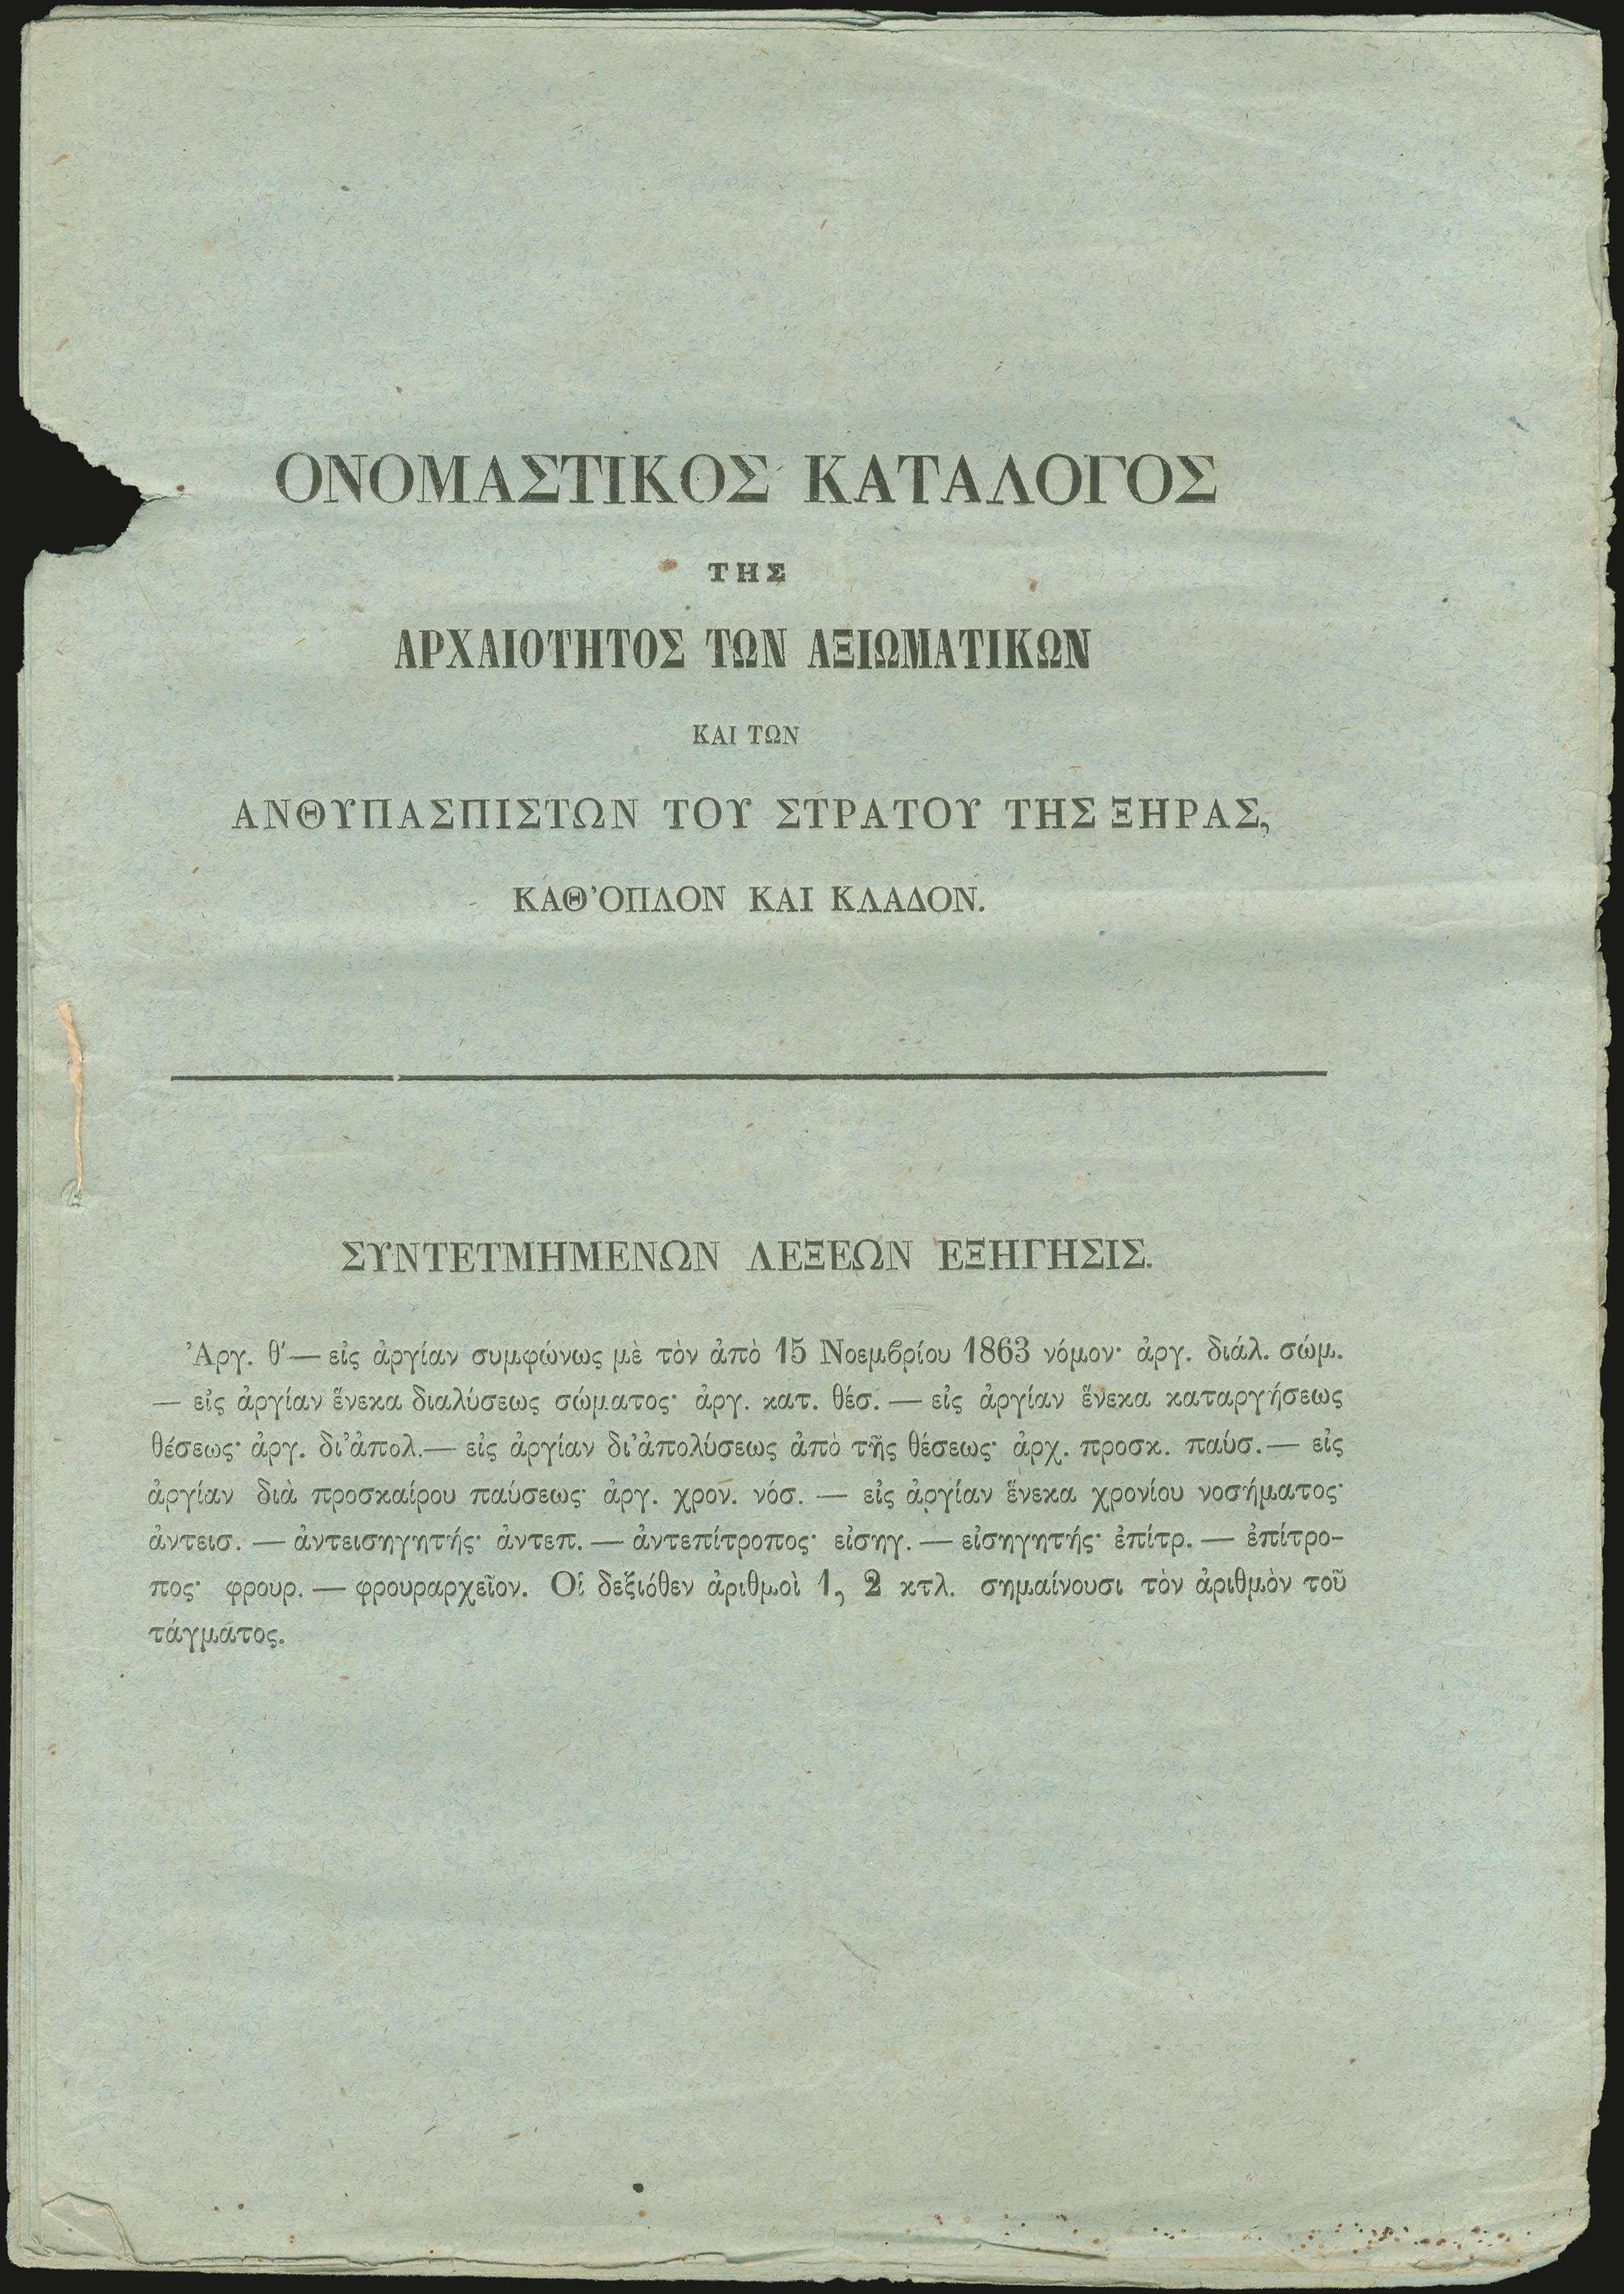 ΟΝΟΜΑΣΤΙΚΟΣ ΚΑΤΑΛΟΓΟΣ
ΤΗΣ
ΑΡΧΑΙΟΤΗΤΟΣ ΤΩΝ ΑΞΙΩΜΑΤΙΚΩΝ
ΚΑΙ ΤΩΝ
ΑΝΘΥΠΑΣΠΙΣΤΩΝ ΤΟΥ ΣΤΡΑΤΟΥ ΤΗΣ ΞΗΡΑΣ,
ΚΑΘ'ΟΠΛΟΝ ΚΑΙ ΚΛΑΔΟΝ.
ΣΥΝΤΕΤΜΗΜΕΝΩΝ ΛΕΞΕΩΝ ΕΞΗΓΗΣΙΣ.
Ἀργ. θ′ — εἰς ἀργίαν συμφώνως μὲ τὸν ἀπὸ 15 Νοεμβρίου 1863 νόμον· ἀργ. διάλ. σώμ.
— εἰς ἀργίαν ἕνεκα διαλύσεως σώματος· ἀργ. κατ. θέσ. — εἰς ἀργίαν ἕνεκα καταργήσεως
θέσεως· ἀργ. δι'ἀπολ.— εἰς ἀργίαν δι'ἀπολύσεως ἀπὸ τῆς θέσεως· ἀρχ. προσκ. παύσ.— εἰς
ἀργίαν διὰ προσκαίρου παύσεως· ἀργ. χρον. νόσ. — εἰς ἀργίαν ἕνεκα χρονίου νοσήματος·
ἀντεισ. — ἀντεισηγητής· ἀντεπ. — ἀντεπίτροπος· εἰσηγ. — εἰσηγητής· ἐπίτρ. — ἐπίτρο-
πος· φρουρ. — φρουραρχεῖον. Οἱ δεξιόθεν ἀριθμοὶ 1, 2 κτλ. σημαίνουσι τὸν ἀριθμὸν τοῦ
τάγματος.